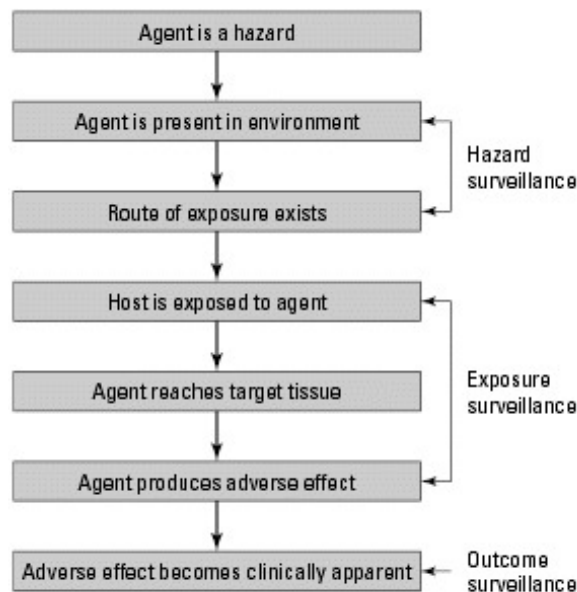 Agent is a hazard
Agent is present in environment
Hazard
surveillance
Route of exposure exists
Host is exposed to agent
Agent reaches target tissue
Exposure
surveillance
Agent produces adverse effect
Adverse effect becomes clinically apparent
Outcome
surveillance